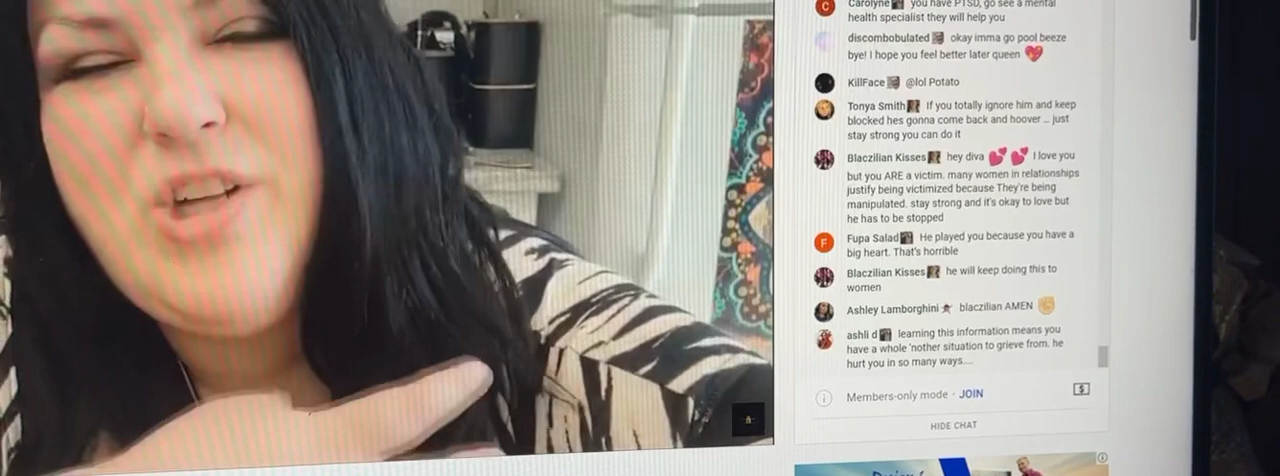 Carolyne you have PTSD, go see a mental
health specialist they will help you
discombobulated okay imma go pool beeze
bye! I hope you feel better later queen
KillFace @lol Potato
Tonya Smith If you totally ignore him and keep
blocked hes gonna come back and hoover ... just
stay strong you can do it
Blaczilian Kisses hey diva I love you
but you ARE a victim. many women in relationships
justify being victimized because They're being
manipulated. stay strong and it's okay to love but
he has to be stopped
F Fupa Salad He played you because you have a
big heart. That's horrible
Blaczilian Kisses he will keep doing this to
women
Ashley Lamborghini blaczilian AMEN
ashli d learning this information means you
have a whole 'nother situation to grieve from. he
hurt you in so many ways....
Members-only mode · JOIN
HIDE CHAT